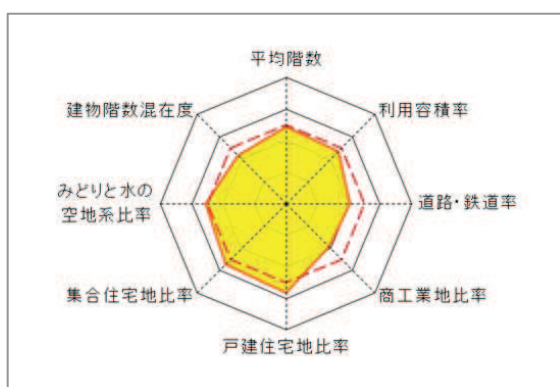 平均階数
建物階数混在度
利用容積率
みどりと水の
空地系比率
道路・鉄道率
集合住宅地比率
商工業地比率
戸建住宅地比率